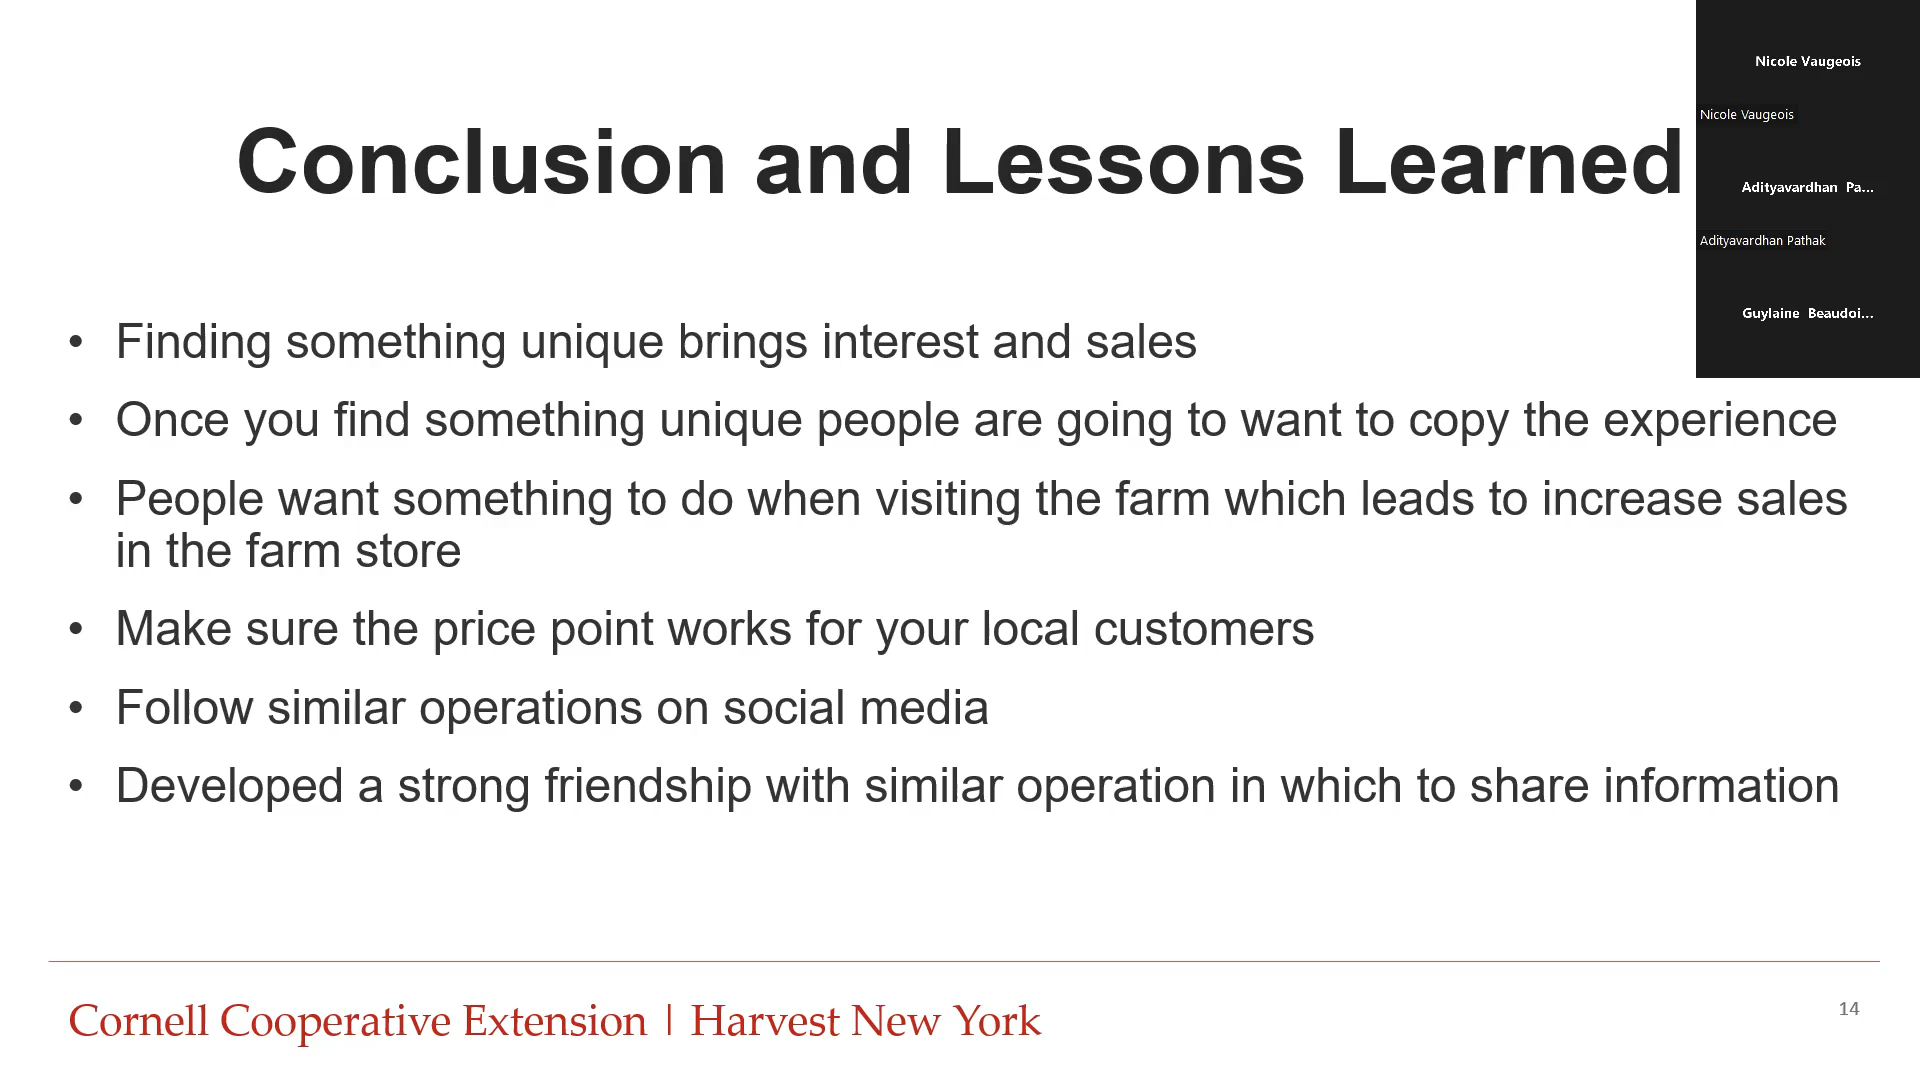 Conclusion and Lessons Learned
• Finding something unique brings interest and sales
• Once you find something unique people are going to want to copy the experience
• People want something to do when visiting the farm which leads to increase sales
in the farm store
• Make sure the price point works for your local customers
• Follow similar operations on social media
• Developed a strong friendship with similar operation in which to share information
Cornell Cooperative Extension | Harvest New York
14
Nicole Vaugeois
Nicole Vaugeois
Adityavardhan Pa...
Adityavardhan Pathak
Guylaine Beaudoi...